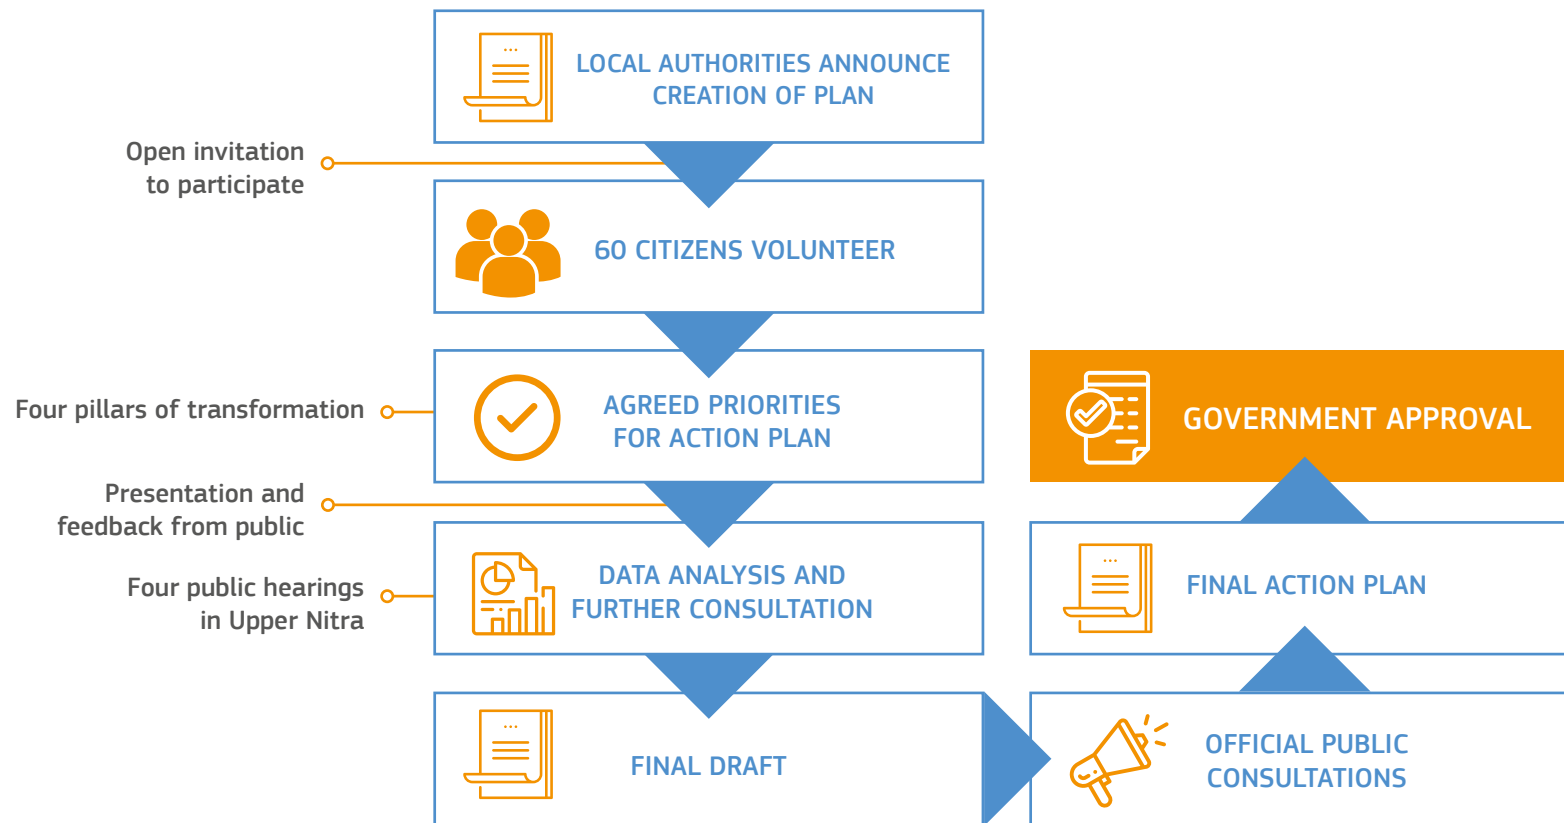 LOCAL AUTHORITIES ANNOUNCE
CREATION OF PLAN
Open invitation
to participate
60 CITIZENS VOLUNTEER
Four pillars of transformation
AGREED PRIORITIES
FOR ACTION PLAN
Presentation and
feedback from public
Four public hearings
in Upper Nitra
DATA ANALYSIS AND
FURTHER CONSULTATION
FINAL DRAFT
OFFICIAL PUBLIC
CONSULTATIONS
FINAL ACTION PLAN
GOVERNMENT APPROVAL